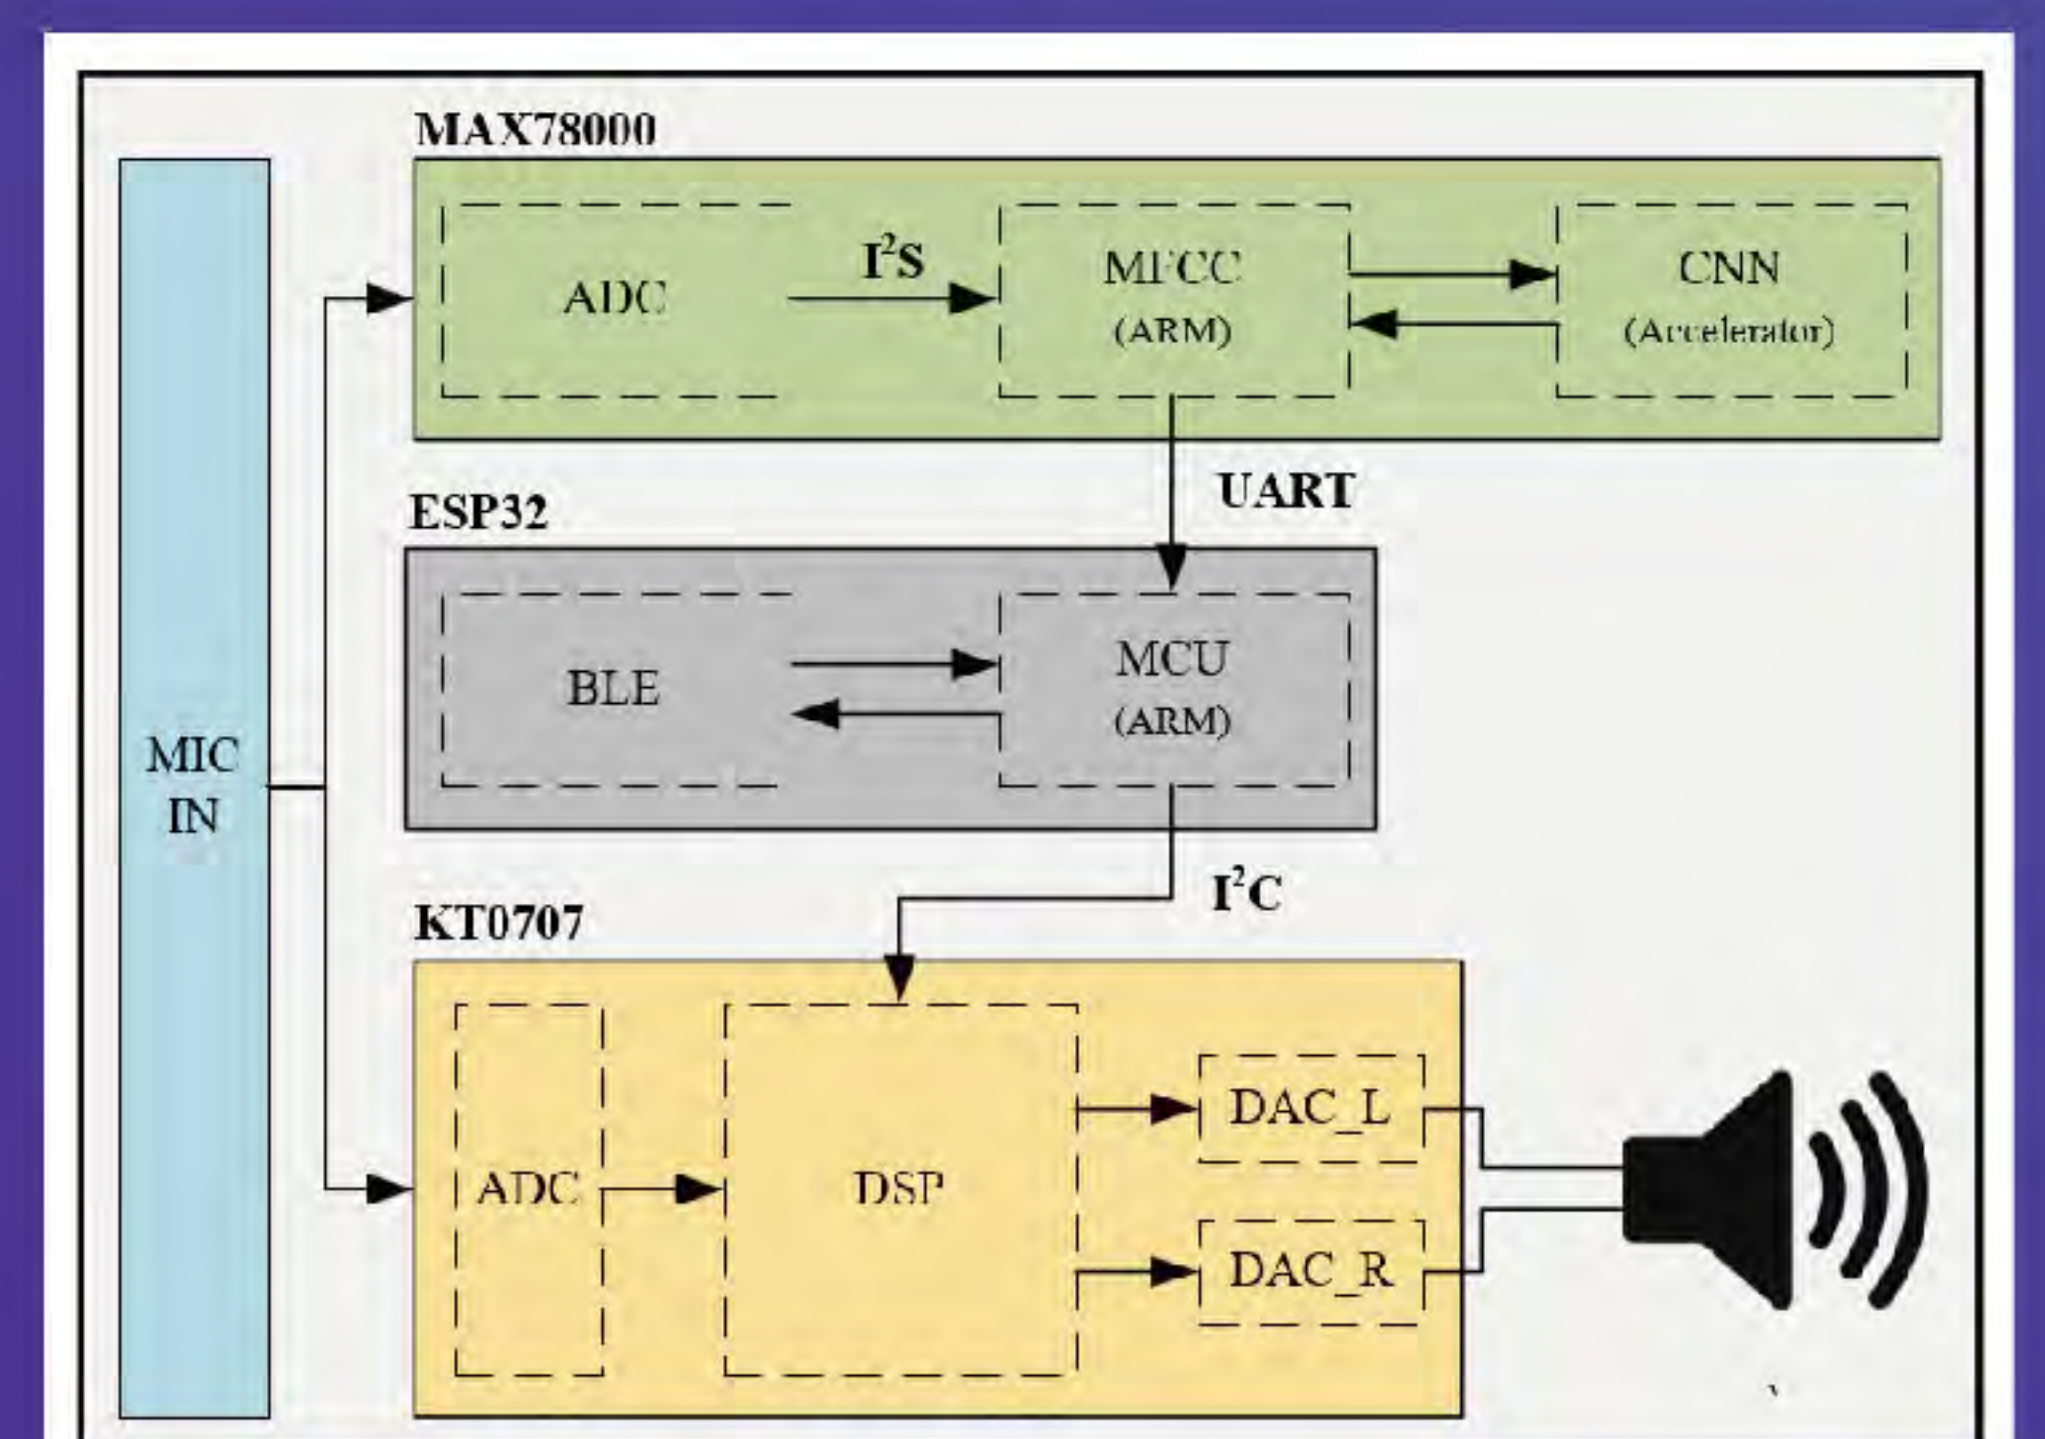 MAX78000
ADC
I²S
MFCC
(ARM)
CNN
(Accelerator)
UART
ESP32
BLE
MCU
(ARM)
MIC
IN
I²C
KT0707
ADC
DSP
DAC_L
DAC_R